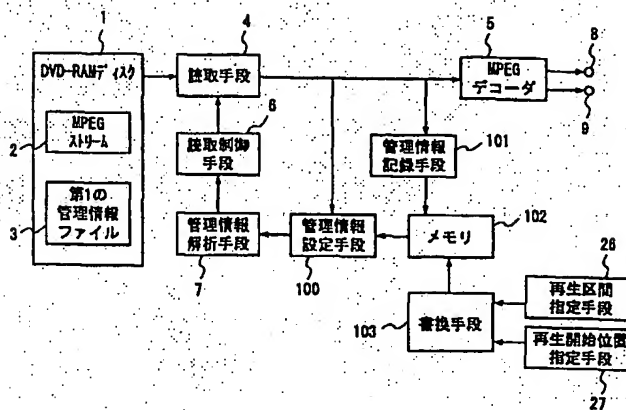 1
DVD-RAMディスク
2
MPEG
ストリーム
3
第1の
管理情報
ファイル
4
読取手段
5
MPEG
デコーダ
8
9
6
読取制御
手段
101
管理情報
記録手段
7
管理情報
解析手段
100
管理情報
設定手段
102
メモリ
103
書換手段
26
再生区間
指定手段
再生開始位置
指定手段
27